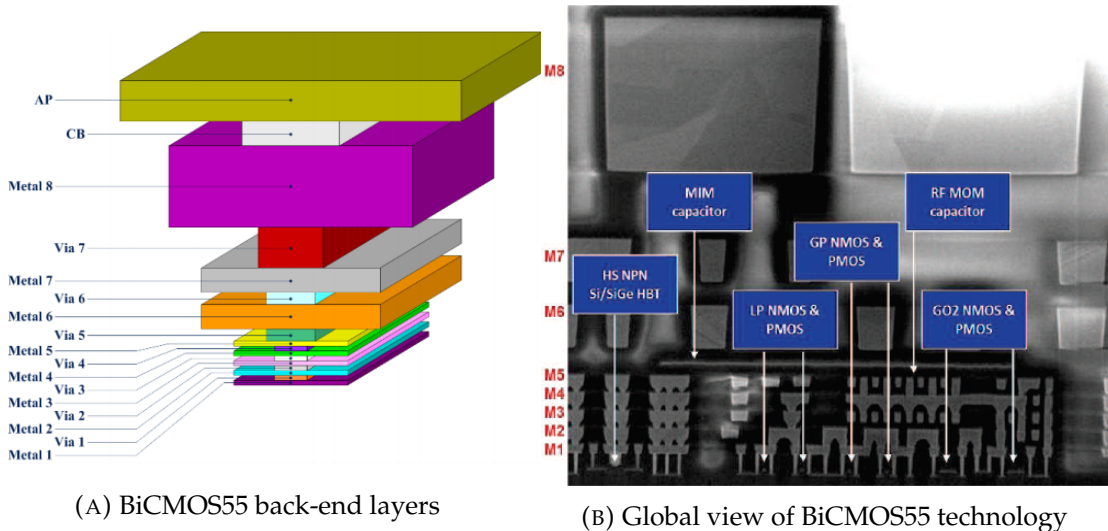 AP
CB
Metal 8
Via 7
Metal 7
Via 6
Metal 6
Via 5
Metal 5
Via 4
Metal 4
Via 3
Metal 3
Via 2
Metal 2
Via 1
Metal 1
(A) BiCMOS55 back-end layers
M8
M7
M6
M5
M4
M3
M2
M1
MIM
capacitor
RF MOM
capacitor
GP NMOS &
PMOS
HS NPN
Si/SiGe HBT
LP NMOS &
PMOS
GO2 NMOS &
PMOS
(B) Global view of BiCMOS55 technology